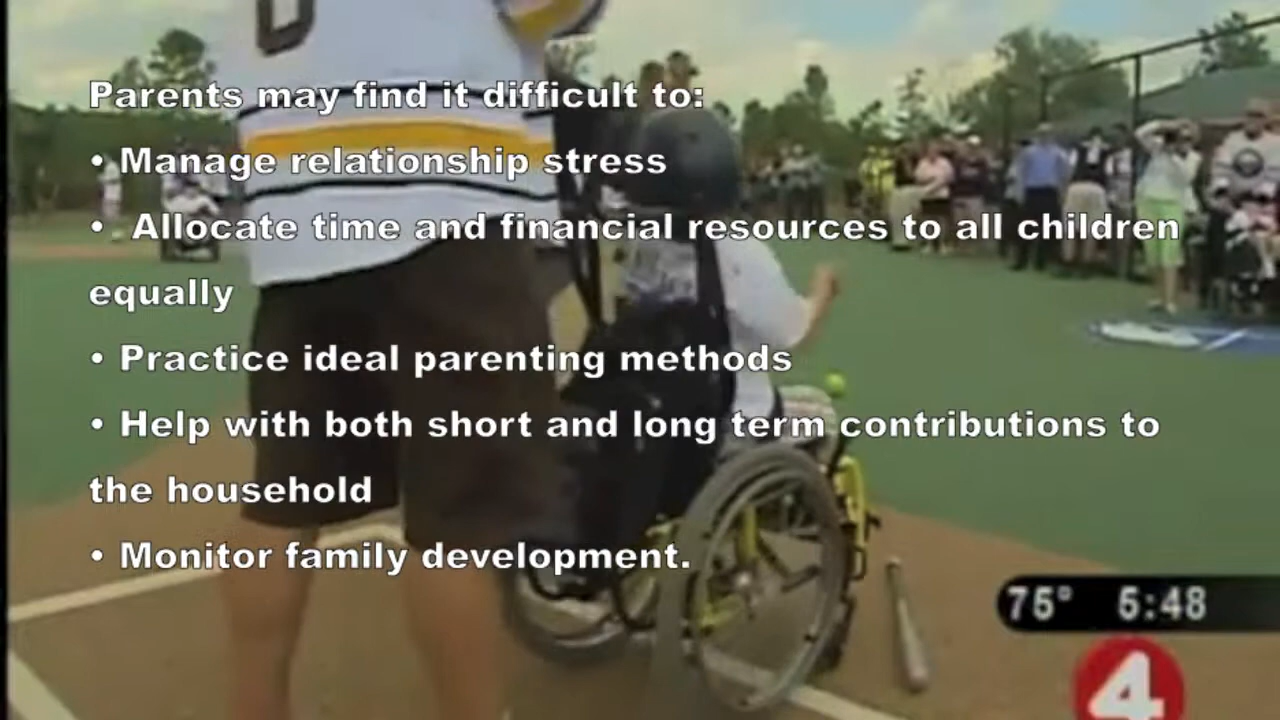 Parents may find it difficult to:
• Manage relationship stress
• Allocate time and financial resources to all children
equally
• Practice ideal parenting methods
• Help with both short and long term contributions to
the household
• Monitor family development.
75° 5:48
4